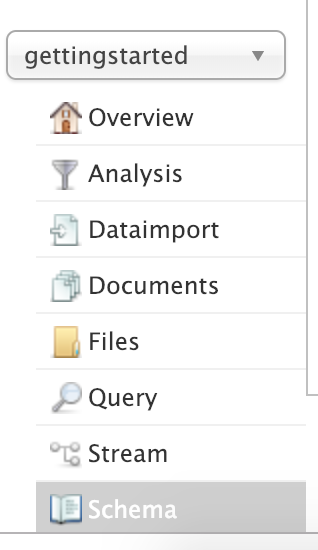 gettingstarted
Overview
Analysis
Dataimport
Documents
Files
Query
Stream
Schema